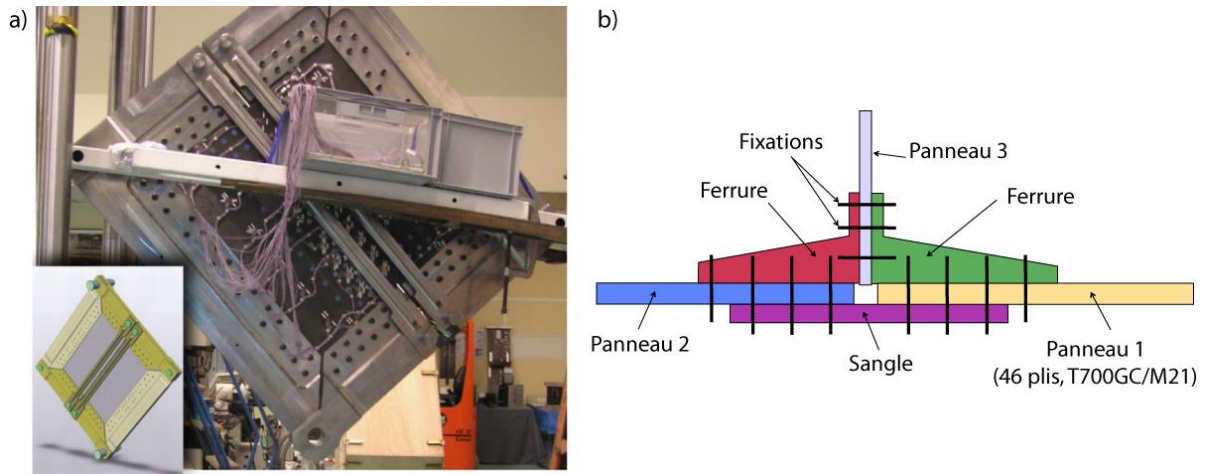 a)
b)
Fixations
Panneau 3
Ferrure
Ferrure
Panneau 2
Sangle
Panneau 1
(46 plis, T700GC/M21)